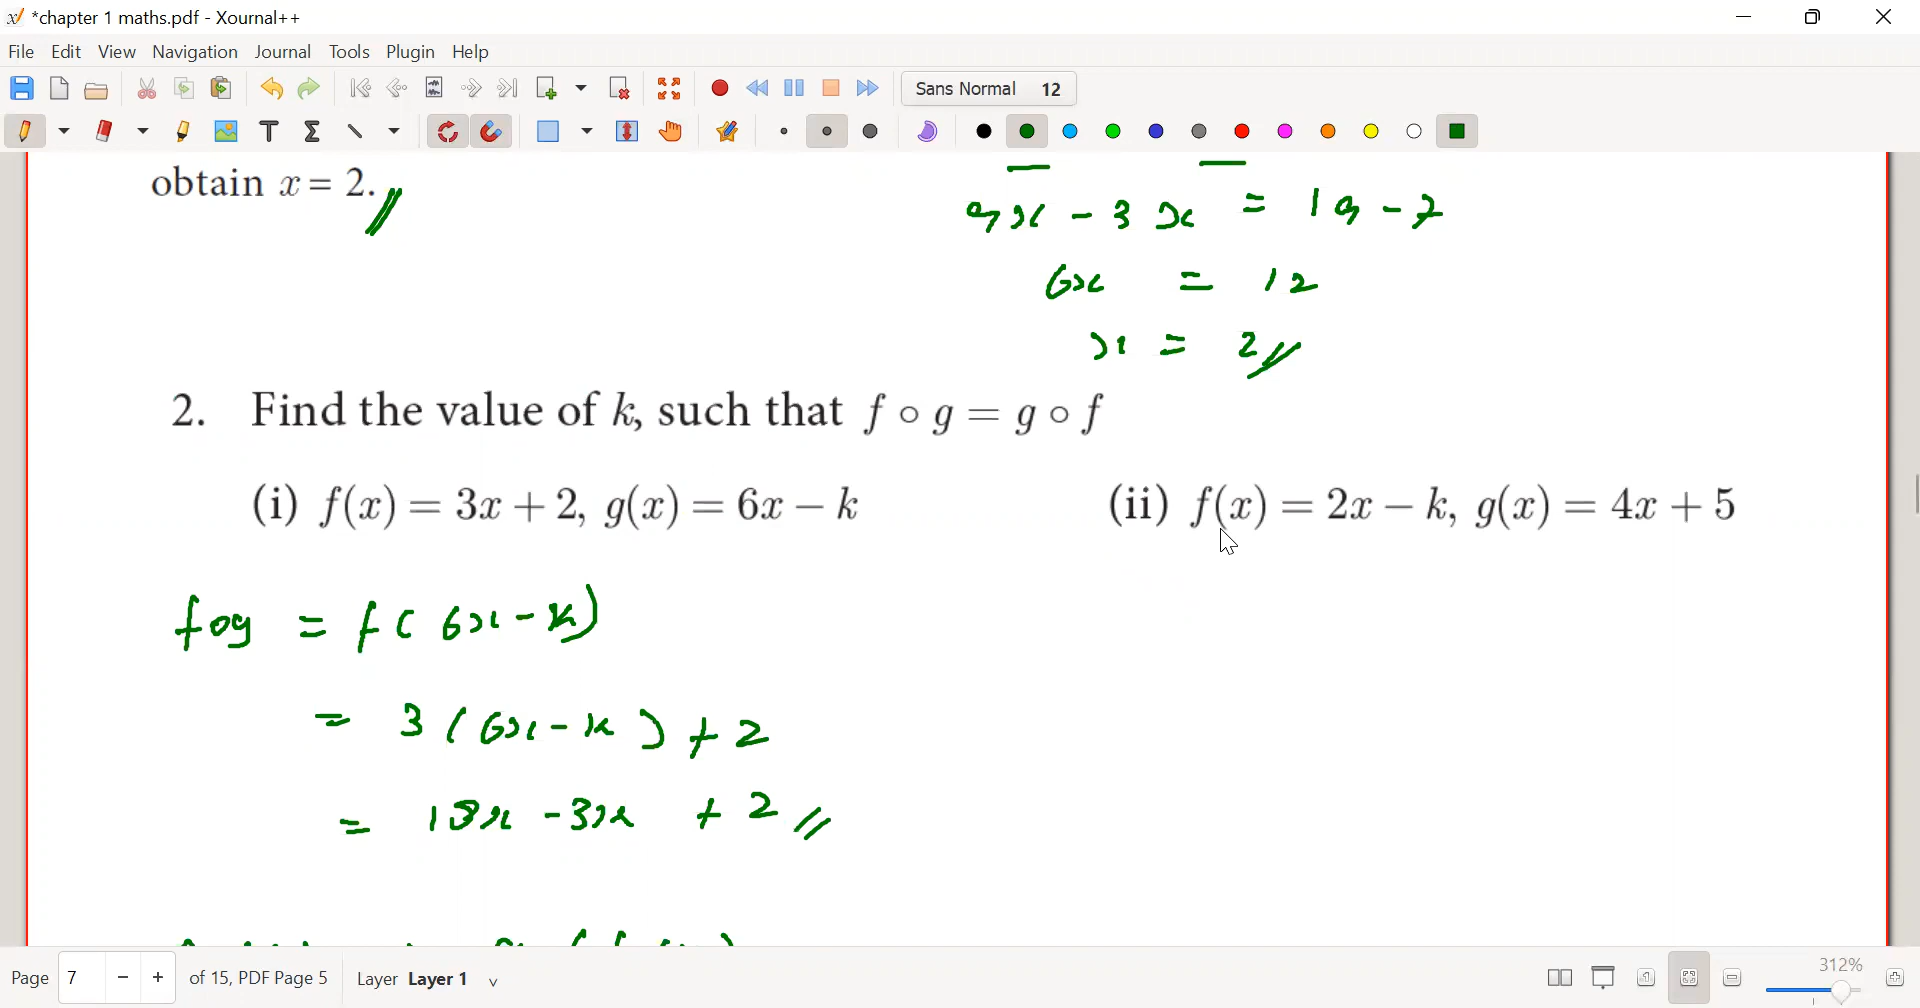 *chapter 1 maths.pdf - Xournal++
File Edit View Navigation Journal Tools Plugin Help
Sans Normal 12
obtain x = 2.
9x - 3x = 19 - 7
6x = 12
x = 2
2. Find the value of k, such that f ∘ g = g ∘ f
(i) f(x) = 3x + 2, g(x) = 6x − k
(ii) f(x) = 2x − k, g(x) = 4x + 5
fog = f(6x - k)
= 3(6x - k) + 2
= 18x - 3k + 2
Page 7 − + of 15, PDF Page 5 Layer Layer 1
312%